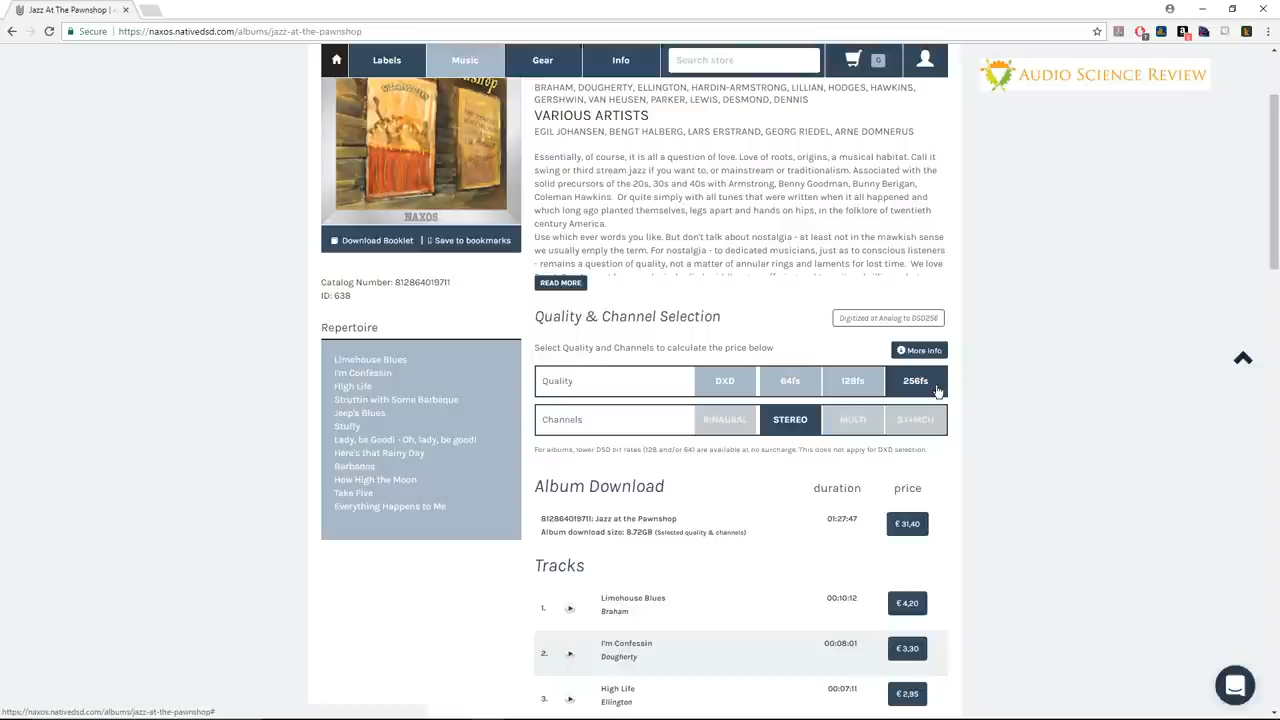 Jazz At The Pawnshop
Secure
https://naxos.nativedsd.com/albums/jazz-at-the-pawnshop
Labels
Music
Gear
Info
Search store
0
AUDIO SCIENCE REVIEW
BRAHAM, DOUGHERTY, ELLINGTON, HARDIN-ARMSTRONG, LILLIAN, HODGES, HAWKINS,
GERSHWIN, VAN HEUSEN, PARKER, LEWIS, DESMOND, DENNIS
VARIOUS ARTISTS
EGIL JOHANSEN, BENGT HALBERG, LARS ERSTRAND, GEORG RIEDEL, ARNE DOMNERUS
Essentially, of course, it is all a question of love. Love of roots, origins, a musical habitat. Call it
swing or third stream jazz if you want to, or mainstream or traditionalism. Associated with the
solid precursors of the 20s, 30s and 40s with Armstrong, Benny Goodman, Bunny Berigan,
Coleman Hawkins. Or quite simply with all tunes that were written when it all happened and
which long ago planted themselves, legs apart and hands on hips, in the folklore of twentieth
century America.
Use which ever words you like. But don't talk about nostalgia - at least not in the mawkish sense
we usually empty the term. For nostalgia - to dedicated musicians, just as to conscious listeners
- remains a question of quality, not a matter of annular rings and laments for lost time. We love
READ MORE
NAXOS
Download Booklet | Save to bookmarks
Catalog Number: 812864019711
ID: 638
Repertoire
Limehouse Blues
I'm Confessin
High Life
Struttin with Some Barbeque
Jeep's Blues
Stuffy
Lady, be Goodi - Oh, lady, be good!
Here's that Rainy Day
Barbados
How High the Moon
Take Five
Everything Happens to Me
Quality & Channel Selection
Digitized at Analog to DSD256
Select Quality and Channels to calculate the price below
More info
Quality DXD 64fs 128fs 256fs
Channels BINAURAL STEREO MULTI ST+MCH
For albums, lower DSD bit rates (128 and/or 64) are available at no surcharge. This does not apply for DXD selection.
Album Download duration price
812864019711: Jazz at the Pawnshop 01:27:47 € 31,40
Album download size: 8.72GB (Selected quality & channels)
Tracks
1. Limehouse Blues 00:10:12 € 4,20
Braham
2. I'm Confessin 00:08:01 € 3,30
Dougherty
3. High Life 00:07:11 € 2,95
Ellington
https://naxos.nativedsd.com/albums/jazz-at-the-pawnshop#